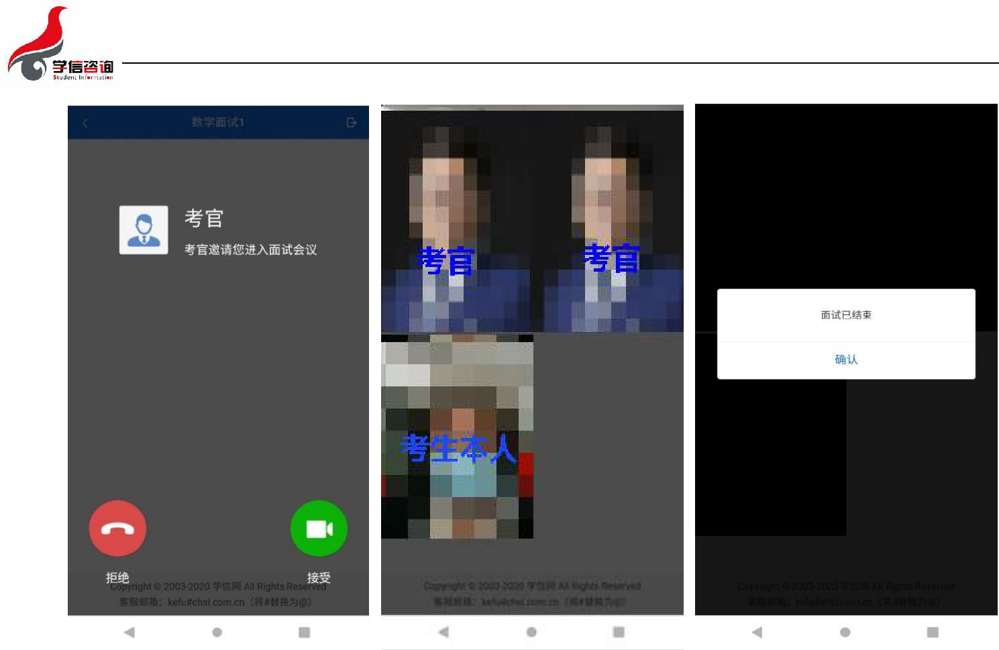 学信咨询
Student Information
数学面试1
考官
考官邀请您进入面试会议
拒绝
接受
Copyright © 2003-2020 学信网 All Rights Reserved
客服邮箱：kefu#chsi.com.cn（将#替换为@）
考官
考官
考生本人
Copyright © 2003-2020 学信网 All Rights Reserved
客服邮箱：kefu#chsi.com.cn（将#替换为@）
面试已结束
确认
Copyright © 2003-2020 学信网 All Rights Reserved
客服邮箱：kefu#chsi.com.cn（将#替换为@）